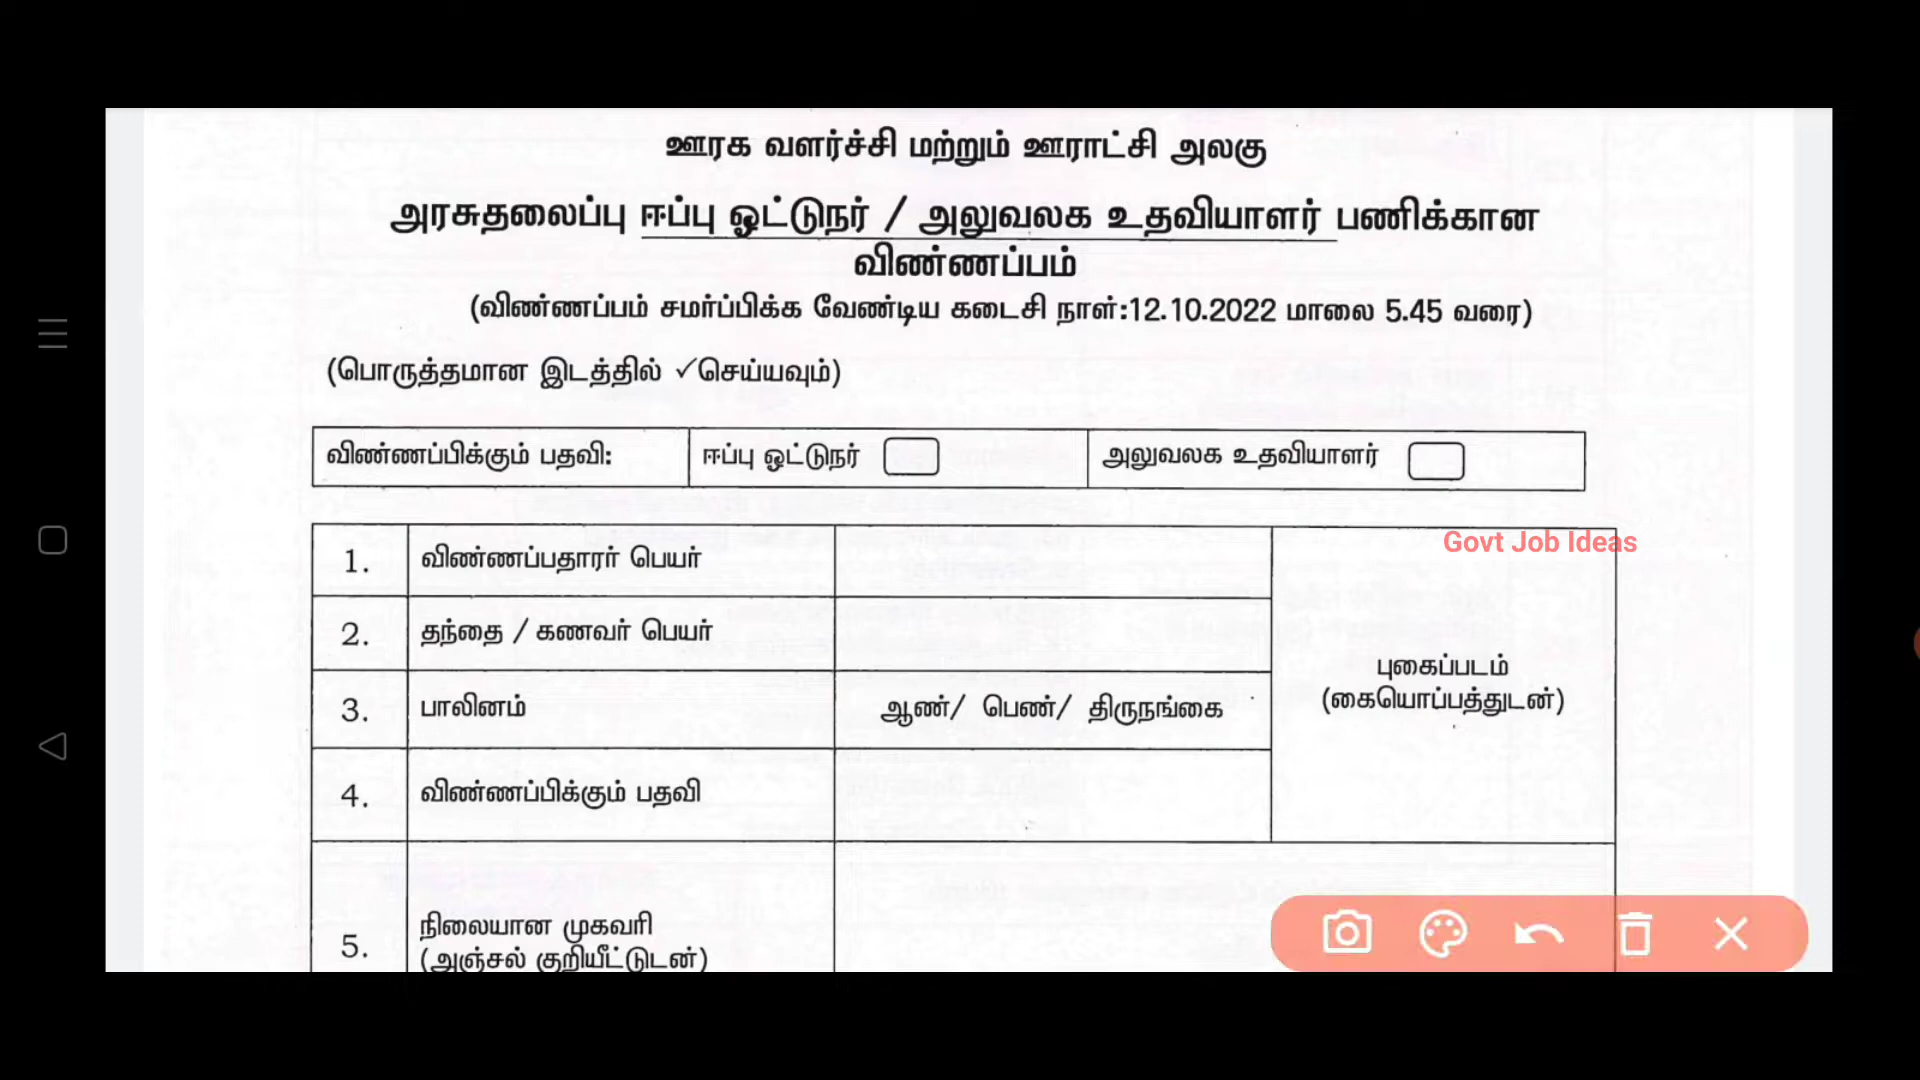 ஊரக வளர்ச்சி மற்றும் ஊராட்சி அலகு
அரசுதலைப்பு ஈப்பு ஓட்டுநர் / அலுவலக உதவியாளர் பணிக்கான
விண்ணப்பம்
(விண்ணப்பம் சமர்ப்பிக்க வேண்டிய கடைசி நாள்:12.10.2022 மாலை 5.45 வரை)
(பொருத்தமான இடத்தில் ✓செய்யவும்)
விண்ணப்பிக்கும் பதவி: ஈப்பு ஓட்டுநர் அலுவலக உதவியாளர்
Govt Job Ideas
1. விண்ணப்பதாரர் பெயர்
2. தந்தை / கணவர் பெயர்
புகைப்படம்
(கையொப்பத்துடன்)
3. பாலினம் ஆண்/ பெண்/ திருநங்கை
4. விண்ணப்பிக்கும் பதவி
5. நிலையான முகவரி
(அஞ்சல் குறியீட்டுடன்)